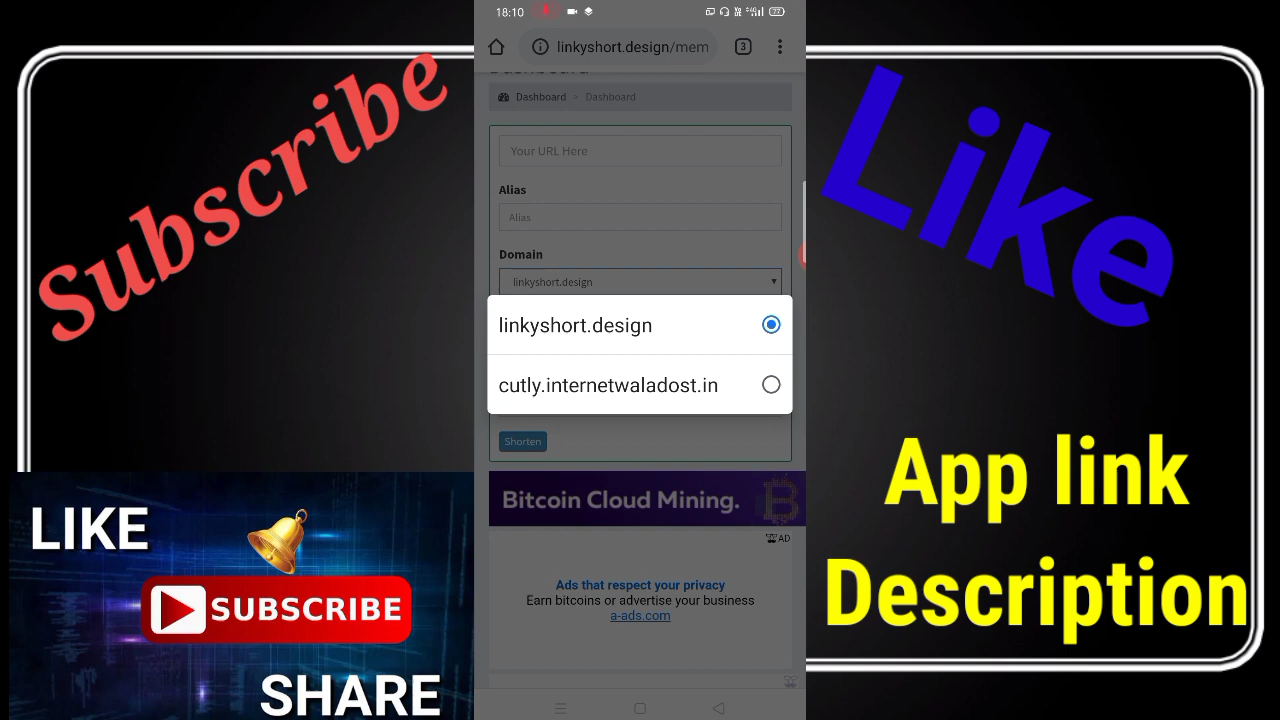 Subscribe
LIKE
SUBSCRIBE
SHARE
18:10
77
linkyshort.design/mem
3
Dashboard
Dashboard > Dashboard
Your URL Here
Alias
Alias
Domain
linkyshort.design
linkyshort.design
cutly.internetwaladost.in
Shorten
Bitcoin Cloud Mining.
AD
Ads that respect your privacy
Earn bitcoins or advertise your business
a-ads.com
Like
App link
Description